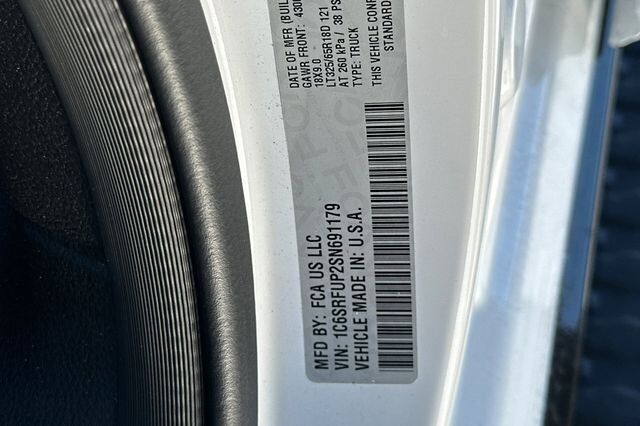 DATE OF MFR (BUIL
GAWR FRONT: 430
18X9.0
LT325/65R18D 121
AT 260 kPa / 38 PS
TYPE: TRUCK
THIS VEHICLE CONF
STANDARD
MFD BY: FCA US LLC
VIN: 1C6SRFUP2SN691179
VEHICLE MADE IN: U.S.A.